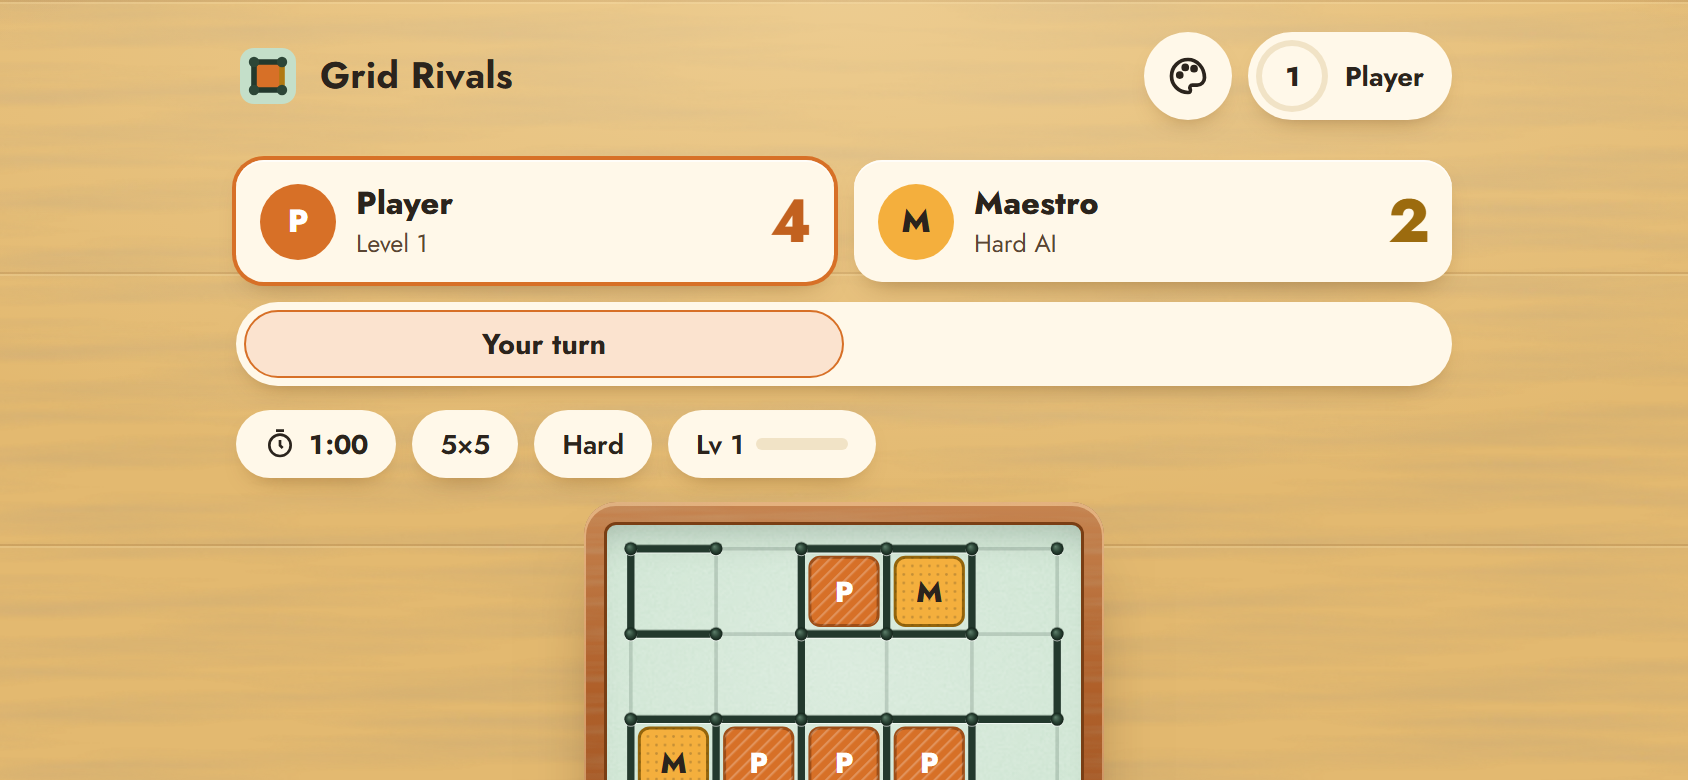 Grid Rivals
1 Player
P Player 4
Level 1
M Maestro 2
Hard AI
Your turn
1:00 5×5 Hard Lv 1
P M
M P P P